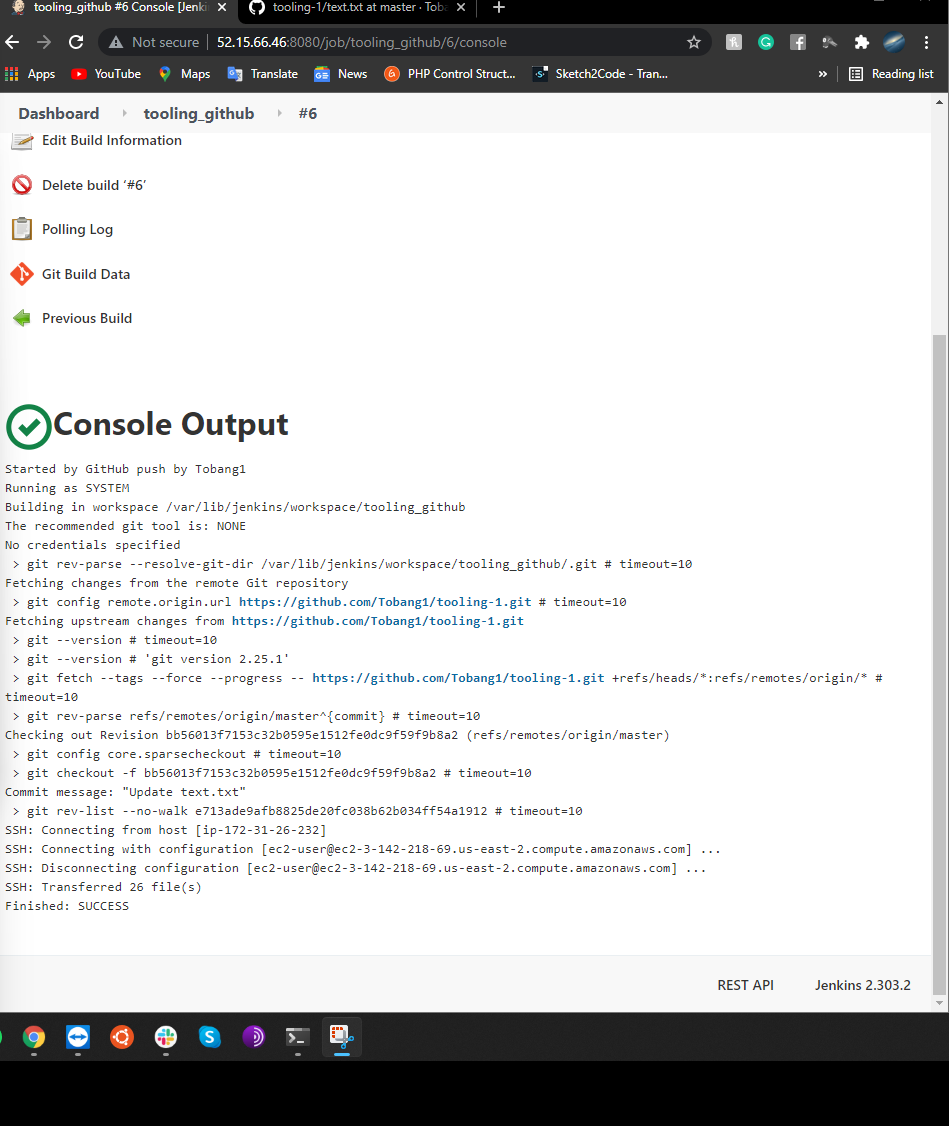 tooling_github #6 Console [Jenki
tooling-1/text.txt at master · Toba
Not secure
52.15.66.46:8080/job/tooling_github/6/console
Apps
YouTube
Maps
Translate
News
PHP Control Struct...
Sketch2Code - Tran...
»
Reading list
Dashboard
tooling_github
#6
Edit Build Information
Delete build ‘#6’
Polling Log
Git Build Data
Previous Build
Console Output
Started by GitHub push by Tobang1
Running as SYSTEM
Building in workspace /var/lib/jenkins/workspace/tooling_github
The recommended git tool is: NONE
No credentials specified
> git rev-parse --resolve-git-dir /var/lib/jenkins/workspace/tooling_github/.git # timeout=10
Fetching changes from the remote Git repository
> git config remote.origin.url https://github.com/Tobang1/tooling-1.git # timeout=10
Fetching upstream changes from https://github.com/Tobang1/tooling-1.git
> git --version # timeout=10
> git --version # 'git version 2.25.1'
> git fetch --tags --force --progress -- https://github.com/Tobang1/tooling-1.git +refs/heads/*:refs/remotes/origin/* #
timeout=10
> git rev-parse refs/remotes/origin/master^{commit} # timeout=10
Checking out Revision bb56013f7153c32b0595e1512fe0dc9f59f9b8a2 (refs/remotes/origin/master)
> git config core.sparsecheckout # timeout=10
> git checkout -f bb56013f7153c32b0595e1512fe0dc9f59f9b8a2 # timeout=10
Commit message: "Update text.txt"
> git rev-list --no-walk e713ade9afb8825de20fc038b62b034ff54a1912 # timeout=10
SSH: Connecting from host [ip-172-31-26-232]
SSH: Connecting with configuration [ec2-user@ec2-3-142-218-69.us-east-2.compute.amazonaws.com] ...
SSH: Disconnecting configuration [ec2-user@ec2-3-142-218-69.us-east-2.compute.amazonaws.com] ...
SSH: Transferred 26 file(s)
Finished: SUCCESS
REST API
Jenkins 2.303.2